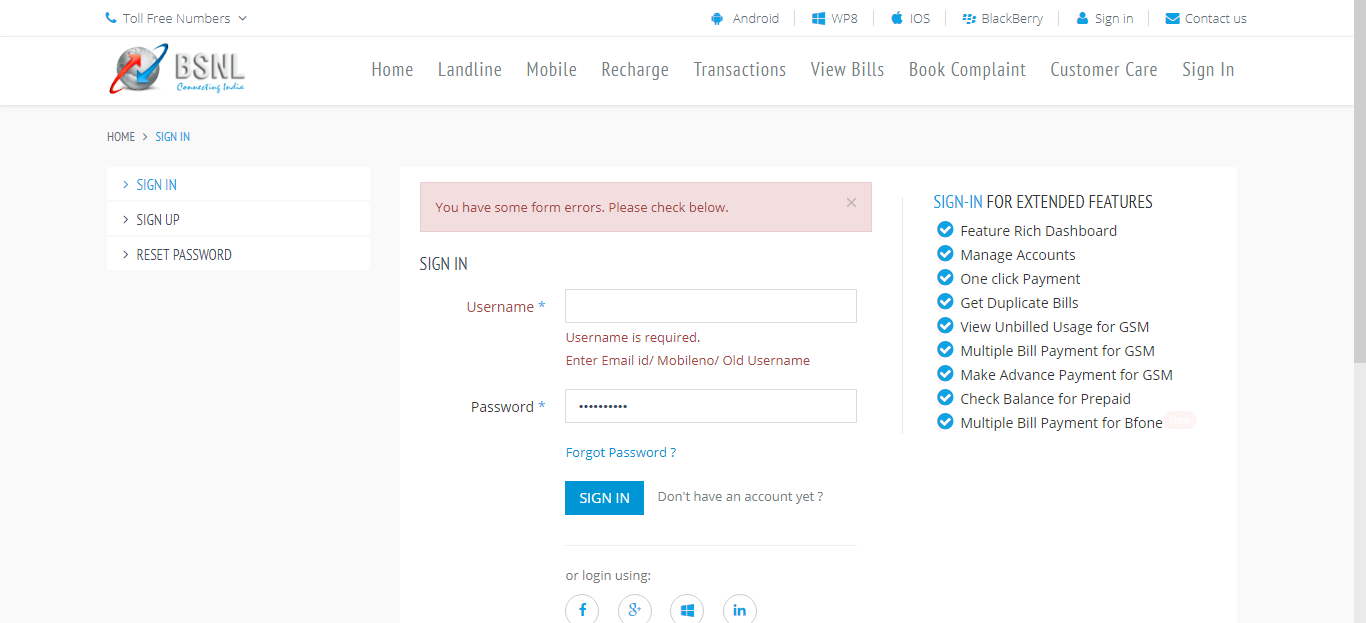 Toll Free Numbers
Android WP8 IOS BlackBerry Sign in Contact us
BSNL
Connecting India
Home Landline Mobile Recharge Transactions View Bills Book Complaint Customer Care Sign In
HOME > SIGN IN
> SIGN IN
> SIGN UP
> RESET PASSWORD
You have some form errors. Please check below. ×
SIGN IN
Username *
Username is required.
Enter Email id/ Mobileno/ Old Username
Password * ••••••••••
Forgot Password ?
SIGN IN Don't have an account yet ?
or login using:
SIGN-IN FOR EXTENDED FEATURES
Feature Rich Dashboard
Manage Accounts
One click Payment
Get Duplicate Bills
View Unbilled Usage for GSM
Multiple Bill Payment for GSM
Make Advance Payment for GSM
Check Balance for Prepaid
Multiple Bill Payment for Bfone